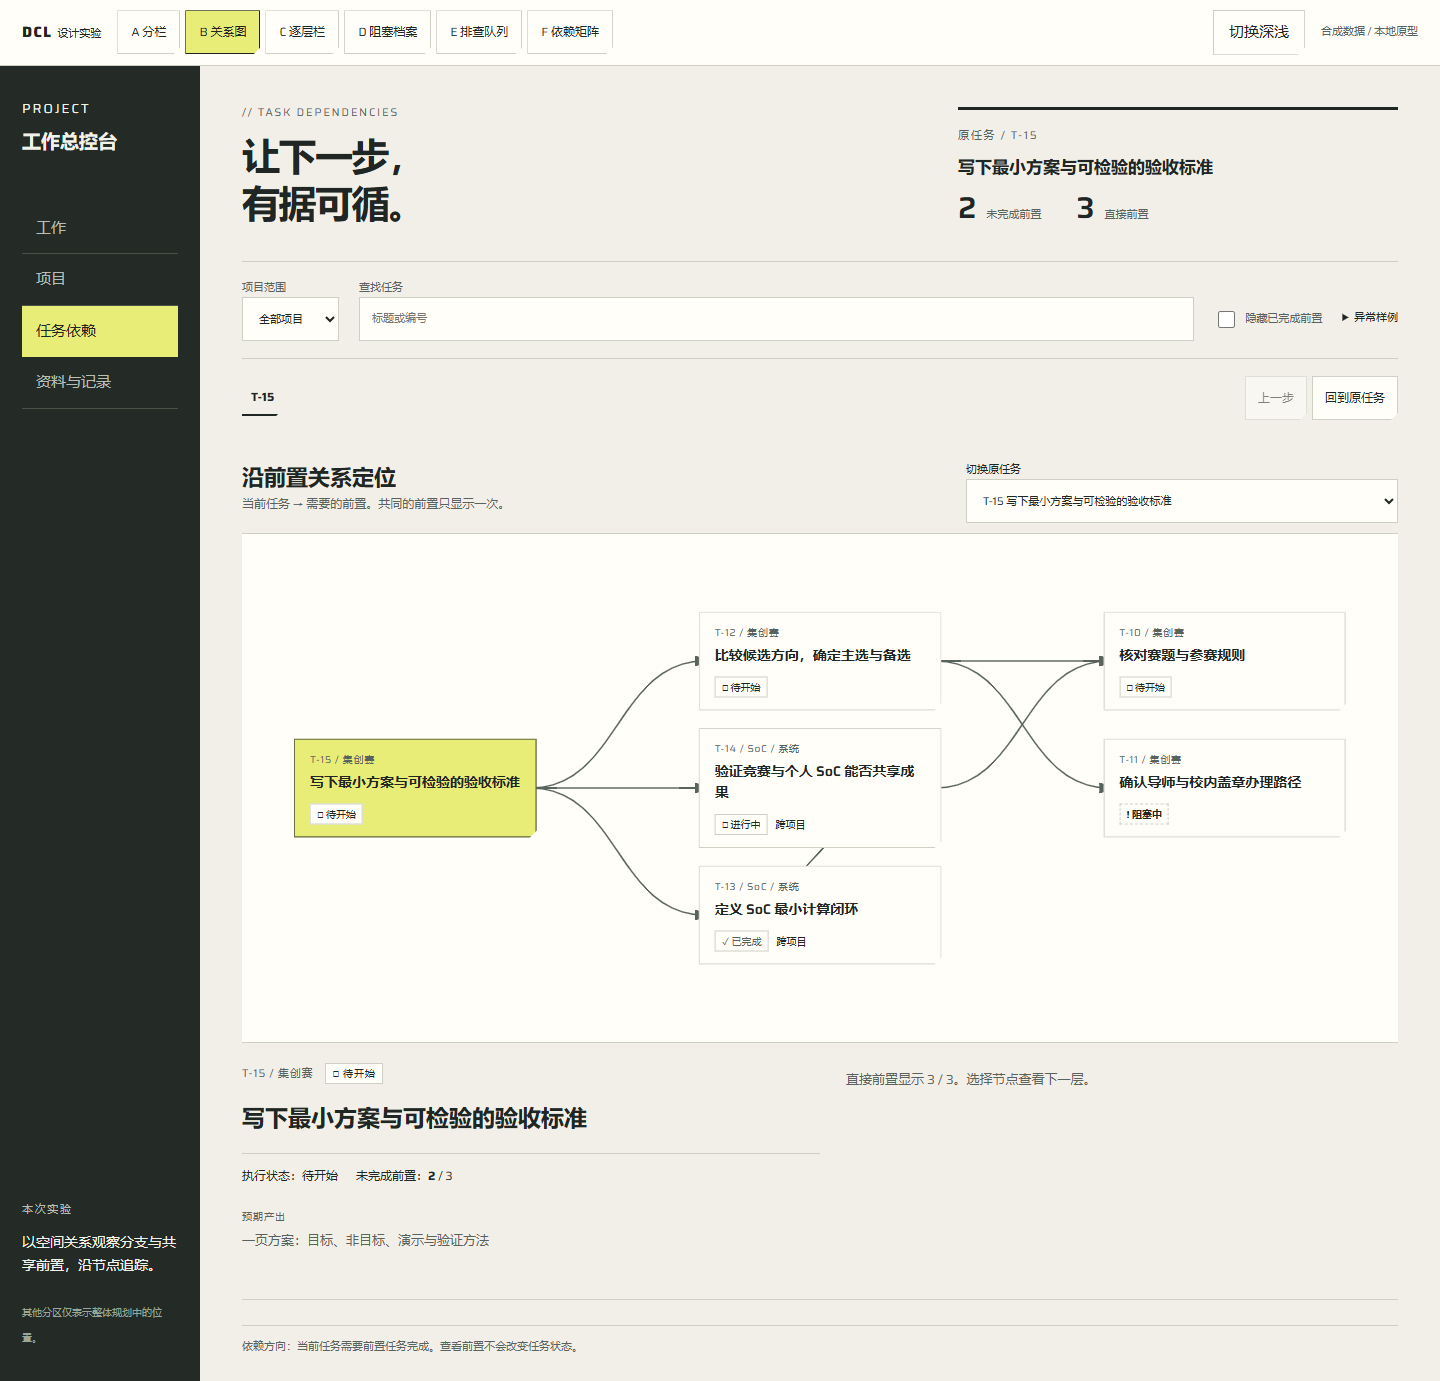 DCL 设计实验
A 分栏
B 关系图
C 逐层栏
D 阻塞档案
E 排查队列
F 依赖矩阵
切换深浅
合成数据 / 本地原型
PROJECT
工作总控台
工作
项目
任务依赖
资料与记录
本次实验
以空间关系观察分支与共
享前置，沿节点追踪。
其他分区仅表示整体规划中的位
置。
// TASK DEPENDENCIES
让下一步，
有据可循。
原任务 / T-15
写下最小方案与可检验的验收标准
2 未完成前置 3 直接前置
项目范围
全部项目
查找任务
标题或编号
隐藏已完成前置
▶ 异常样例
T-15
上一步
回到原任务
沿前置关系定位
当前任务 → 需要的前置。共同的前置只显示一次。
切换原任务
T-15 写下最小方案与可检验的验收标准
T-15 / 集创赛
写下最小方案与可检验的验收标准
□ 待开始
T-12 / 集创赛
比较候选方向，确定主选与备选
□ 待开始
T-14 / SoC / 系统
验证竞赛与个人 SoC 能否共享成
果
□ 进行中 跨项目
T-13 / SoC / 系统
定义 SoC 最小计算闭环
✓ 已完成 跨项目
T-10 / 集创赛
核对赛题与参赛规则
□ 待开始
T-11 / 集创赛
确认导师与校内盖章办理路径
! 阻塞中
T-15 / 集创赛 □ 待开始
写下最小方案与可检验的验收标准
执行状态：待开始 未完成前置：2 / 3
预期产出
一页方案：目标、非目标、演示与验证方法
直接前置显示 3 / 3。选择节点查看下一层。
依赖方向：当前任务需要前置任务完成。查看前置不会改变任务状态。